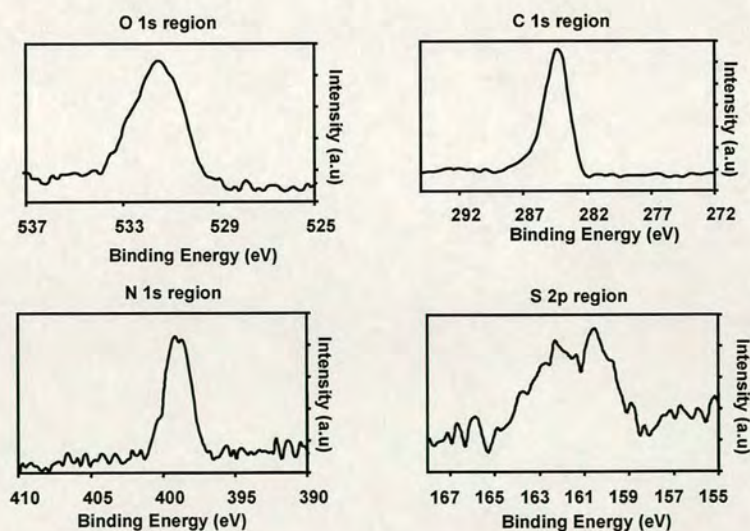 O 1s region
Intensity (a.u)
537 533 529 525
Binding Energy (eV)
C 1s region
Intensity (a.u)
292 287 282 277 272
Binding Energy (eV)
N 1s region
Intensity (a.u)
410 405 400 395 390
Binding Energy (eV)
S 2p region
Intensity (a.u)
167 165 163 161 159 157 155
Binding Energy (eV)